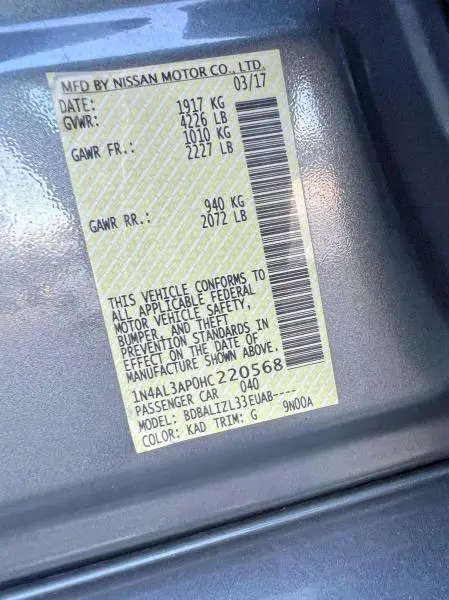 MFD BY NISSAN MOTOR CO., LTD.
DATE: 03/17
GVWR: 1917 KG
4226 LB
GAWR FR.: 1010 KG
2227 LB
GAWR RR.: 940 KG
2072 LB
THIS VEHICLE CONFORMS TO
ALL APPLICABLE FEDERAL
MOTOR VEHICLE SAFETY,
BUMPER, AND THEFT
PREVENTION STANDARDS IN
EFFECT ON THE DATE OF
MANUFACTURE SHOWN ABOVE.
1N4AL3AP0HC220568
PASSENGER CAR 040
MODEL: BDBALIZL33EUAB----
COLOR: KAD TRIM: G 9N00A